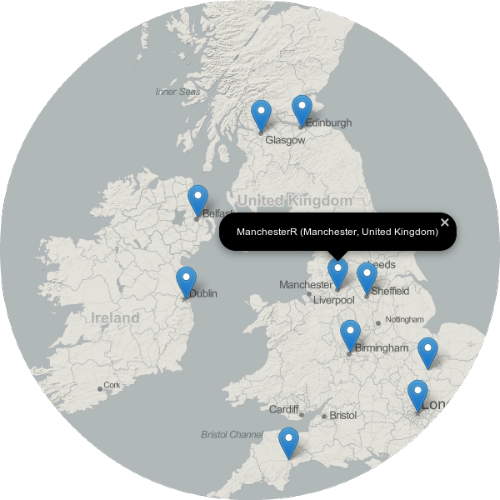 Inner Seas
Edinburgh
Glasgow
United Kingdom
Belfast
ManchesterR (Manchester, United Kingdom)
×
Leeds
Manchester
Sheffield
Dublin
Liverpool
Ireland
Nottingham
Birmingham
Cork
Lon
Cardiff
Bristol
Bristol Channel